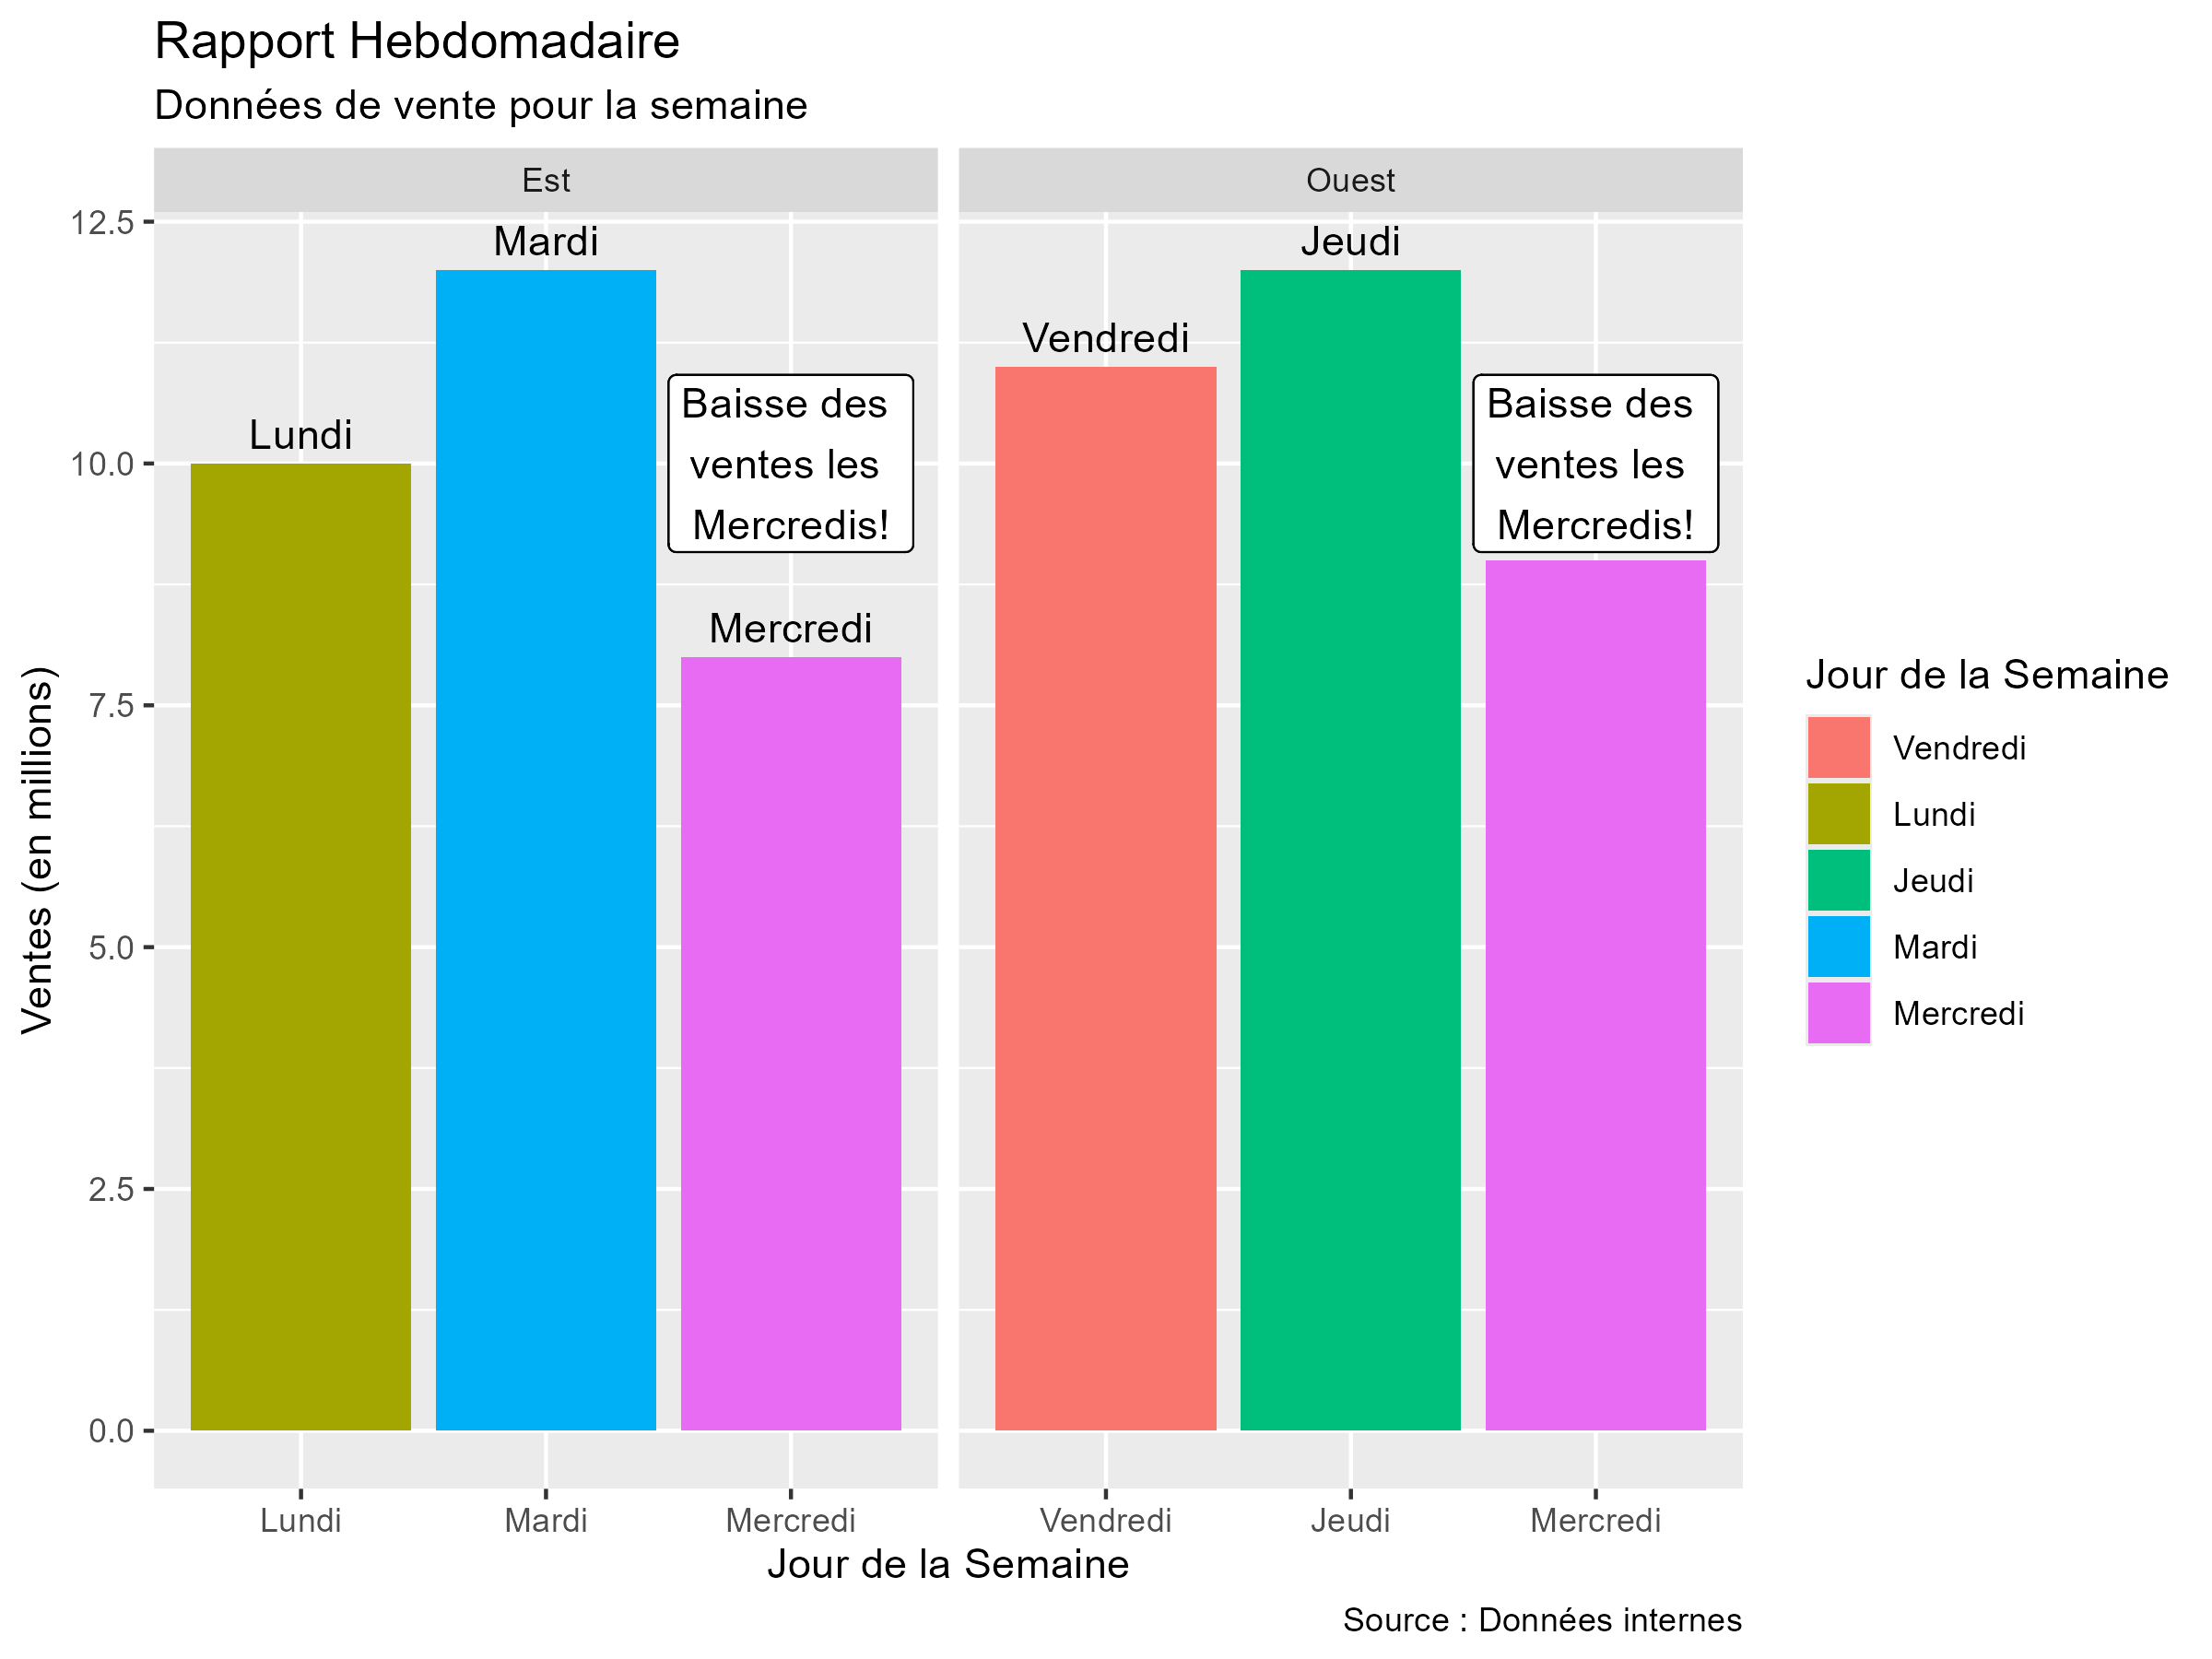 Rapport Hebdomadaire
Données de vente pour la semaine
Est
Ouest
12.5
10.0
7.5
5.0
2.5
0.0
Ventes (en millions)
Lundi
Mardi
Baisse des
ventes les
Mercredis!
Mercredi
Vendredi
Jeudi
Baisse des
ventes les
Mercredis!
Lundi
Mardi
Mercredi
Vendredi
Jeudi
Mercredi
Jour de la Semaine
Jour de la Semaine
Vendredi
Lundi
Jeudi
Mardi
Mercredi
Source : Données internes